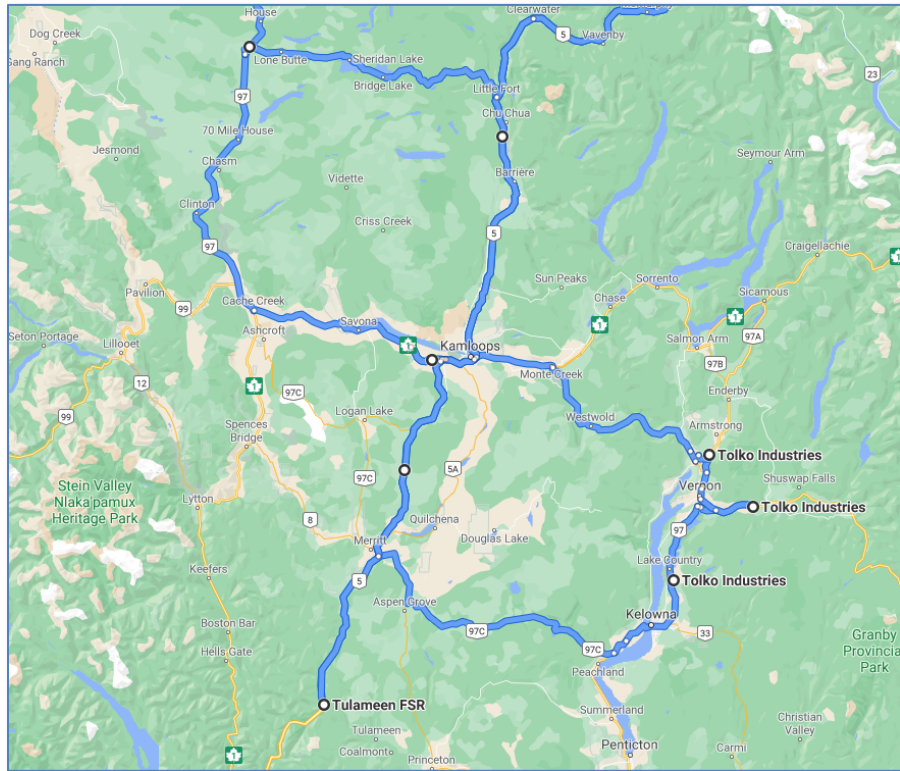 House
Dog Creek
Gang Ranch
Lone Butte
Sheridan Lake
Bridge Lake
Clearwater
5
Vavenby
23
Little Fort
Chu Chua
97
70 Mile House
Jesmond
Chasm
Vidette
Barrière
Seymour Arm
Clinton
Criss Creek
5
97
Craigellachie
1
Sun Peaks
Sorrento
Pavilion
99
Cache Creek
Chase
Sicamous
Seton Portage
Lillooet
Ashcroft
Savona
1
Kamloops
1
1
97A
Salmon Arm
97B
12
1
97C
Monte Creek
Enderby
99
Logan Lake
Westwold
Armstrong
Spences
Bridge
97C
5A
Tolko Industries
Stein Valley
Nlaka'pamux
Heritage Park
Lytton
Vernon
Shuswap Falls
Tolko Industries
8
Quilchena
Douglas Lake
97
Merritt
Lake Country
Keefers
5
Tolko Industries
Aspen Grove
Boston Bar
97C
Kelowna
33
Hells Gate
97C
Granby
Provincial
Park
Peachland
Tulameen FSR
Summerland
Christian
Valley
Tulameen
Coalmont
1
Princeton
Penticton
Carmi